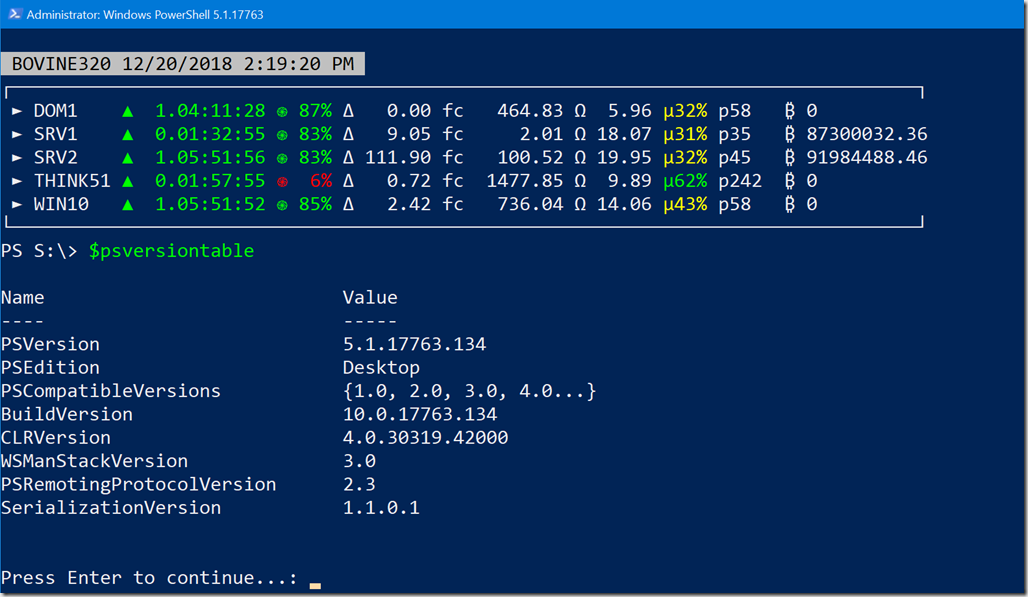 Administrator: Windows PowerShell 5.1.17763
BOVINE320 12/20/2018 2:19:20 PM
► DOM1 ▲ 1.04:11:28 ⊛ 87% Δ 0.00 fc 464.83 Ω 5.96 µ32% p58 ₿ 0
► SRV1 ▲ 0.01:32:55 ⊛ 83% Δ 9.05 fc 2.01 Ω 18.07 µ31% p35 ₿ 87300032.36
► SRV2 ▲ 1.05:51:56 ⊛ 83% Δ 111.90 fc 100.52 Ω 19.95 µ32% p45 ₿ 91984488.46
► THINK51 ▲ 0.01:57:55 ⊛ 6% Δ 0.72 fc 1477.85 Ω 9.89 µ62% p242 ₿ 0
► WIN10 ▲ 1.05:51:52 ⊛ 85% Δ 2.42 fc 736.04 Ω 14.06 µ43% p58 ₿ 0
PS S:\> $psversiontable
Name Value
---- -----
PSVersion 5.1.17763.134
PSEdition Desktop
PSCompatibleVersions {1.0, 2.0, 3.0, 4.0...}
BuildVersion 10.0.17763.134
CLRVersion 4.0.30319.42000
WSManStackVersion 3.0
PSRemotingProtocolVersion 2.3
SerializationVersion 1.1.0.1
Press Enter to continue...: _